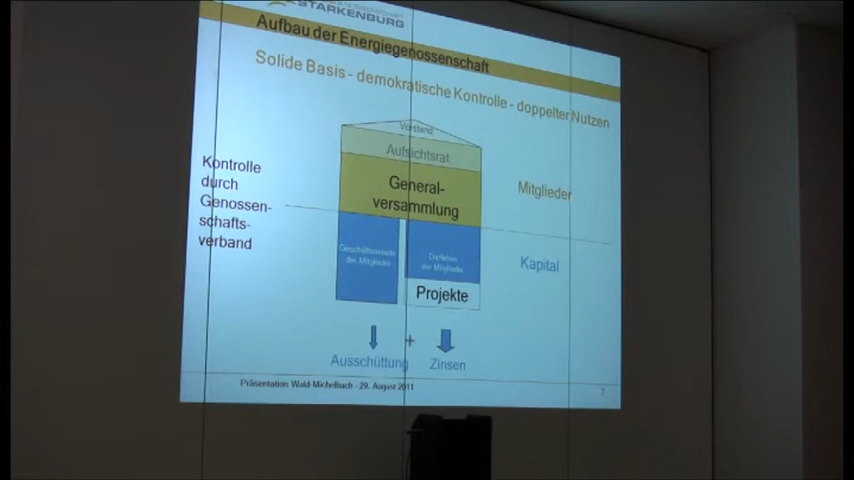 STARKENBURG
Aufbau der Energiegenossenschaft
Solide Basis - demokratische Kontrolle - doppelter Nutzen
Vorstand
Aufsichtsrat
General-
versammlung
Kontrolle
durch
Genossen-
schafts-
verband
Mitglieder
Geschäftsanteile
der Mitglieder
Darlehen
der Mitglieder
Kapital
Projekte
+
Ausschüttung
Zinsen
Präsentation Wald-Michelbach - 29. August 2011
7